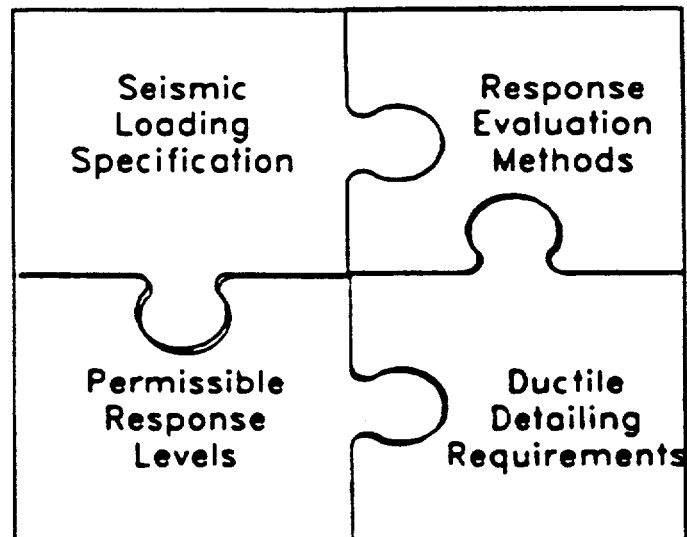 Seismic
Loading
Specification
Response
Evaluation
Methods
Permissible
Response
Levels
Ductile
Detailing
Requirements